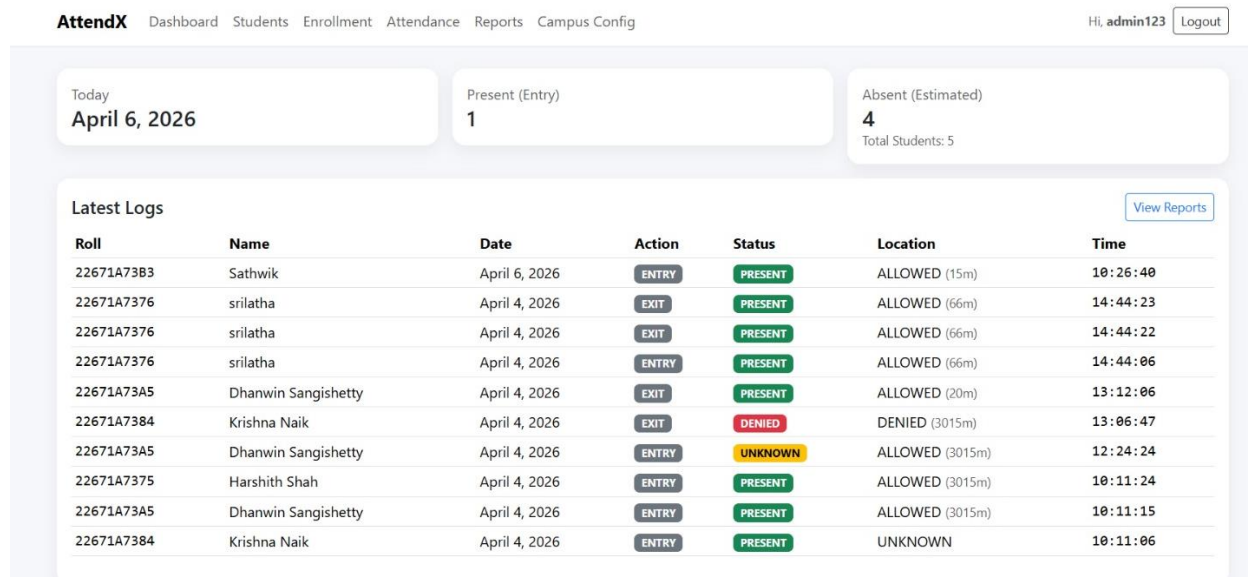 AttendX Dashboard Students Enrollment Attendance Reports Campus Config Hi, admin123 Logout
Today
April 6, 2026
Present (Entry)
1
Absent (Estimated)
4
Total Students: 5
Latest Logs View Reports
Roll Name Date Action Status Location Time
22671A73B3 Sathwik April 6, 2026 ENTRY PRESENT ALLOWED (15m) 10:26:40
22671A7376 srilatha April 4, 2026 EXIT PRESENT ALLOWED (66m) 14:44:23
22671A7376 srilatha April 4, 2026 EXIT PRESENT ALLOWED (66m) 14:44:22
22671A7376 srilatha April 4, 2026 ENTRY PRESENT ALLOWED (66m) 14:44:06
22671A73A5 Dhanwin Sangishetty April 4, 2026 EXIT PRESENT ALLOWED (20m) 13:12:06
22671A7384 Krishna Naik April 4, 2026 EXIT DENIED DENIED (3015m) 13:06:47
22671A73A5 Dhanwin Sangishetty April 4, 2026 ENTRY UNKNOWN ALLOWED (3015m) 12:24:24
22671A7375 Harshith Shah April 4, 2026 ENTRY PRESENT ALLOWED (3015m) 10:11:24
22671A73A5 Dhanwin Sangishetty April 4, 2026 ENTRY PRESENT ALLOWED (3015m) 10:11:15
22671A7384 Krishna Naik April 4, 2026 ENTRY PRESENT UNKNOWN 10:11:06